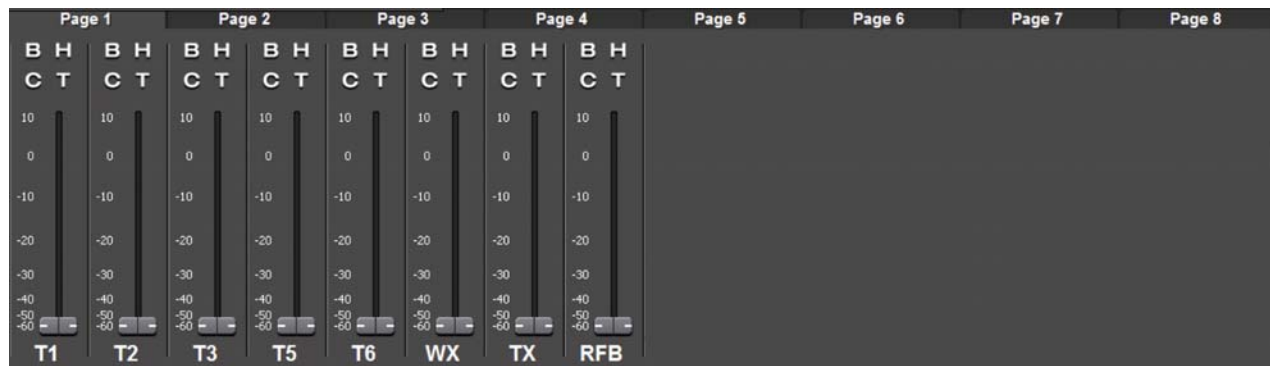 Page 1 Page 2 Page 3 Page 4 Page 5 Page 6 Page 7 Page 8
B H B H B H B H B H B H B H B H
C T C T C T C T C T C T C T C T
10 10 10 10 10 10 10 10
0 0 0 0 0 0 0 0
-10 -10 -10 -10 -10 -10 -10 -10
-20 -20 -20 -20 -20 -20 -20 -20
-30 -30 -30 -30 -30 -30 -30 -30
-40 -40 -40 -40 -40 -40 -40 -40
-50 -50 -50 -50 -50 -50 -50 -50
-60 -60 -60 -60 -60 -60 -60 -60
T1 T2 T3 T5 T6 WX TX RFB